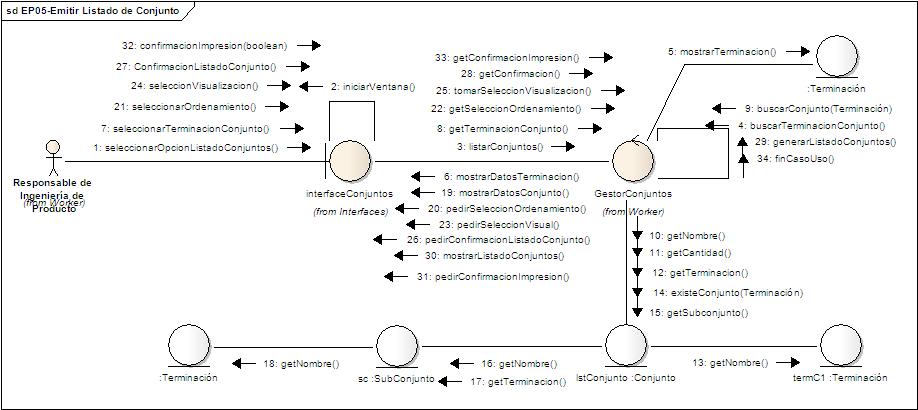 sd EP05-Emitir Listado de Conjunto
32: confirmacionImpresion(boolean)
27: ConfirmacionListadoConjunto()
24: seleccionVisualizacion()
21: seleccionarOrdenamiento()
7: seleccionarTerminacionConjunto()
1: seleccionarOpcionListadoConjuntos()
2: iniciarVentana()
33: getConfirmacionImpresion()
28: getConfirmacion()
25: tomarSeleccionVisualizacion()
22: getSeleccionOrdenamiento()
8: getTerminacionConjunto()
3: listarConjuntos()
5: mostrarTerminacion()
:Terminación
9: buscarConjunto(Terminación)
4: buscarTerminacionConjunto()
29: generarListadoConjuntos()
34: finCasoUso()
Responsable de
Ingenieria de
Producto
(from Worker)
interfaceConjuntos
(from Interfaces)
GestorConjuntos
(from Worker)
6: mostrarDatosTerminacion()
19: mostrarDatosConjunto()
20: pedirSeleccionOrdenamiento()
23: pedirSeleccionVisual()
26: pedirConfirmacionListadoConjunto()
30: mostrarListadoConjuntos()
31: pedirConfirmacionImpresion()
10: getNombre()
11: getCantidad()
12: getTerminacion()
14: existeConjunto(Terminación)
15: getSubconjunto()
18: getNombre()
16: getNombre()
17: getTerminacion()
13: getNombre()
:Terminación
sc :SubConjunto
lstConjunto :Conjunto
termC1 :Terminación